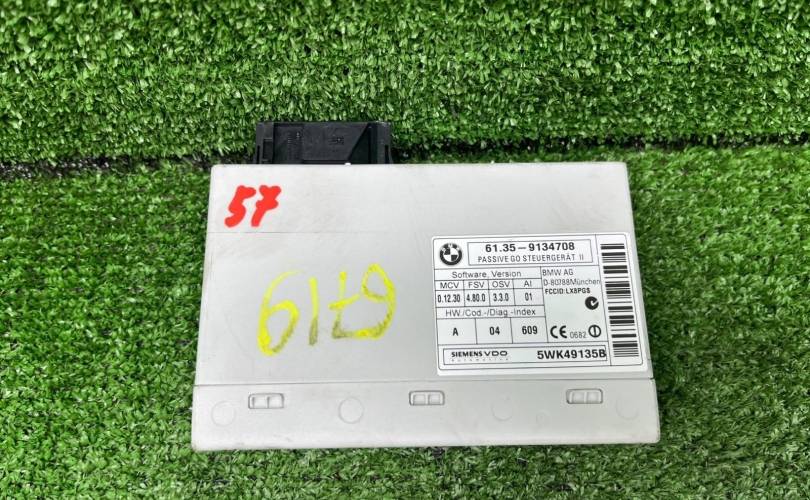 57
6179
BMW
61.35-9134708
PASSIVE GO STEUERGERÄT II
Software, Version
MCV FSV OSV AI
0.12.30 4.80.0 3.3.0 01
HW./Cod.-/Diag.-Index
A 04 609
BMW AG
D-80788München
FCCID:LX8PGS
CE 0682
SIEMENS VDO
Automotive
5WK49135B